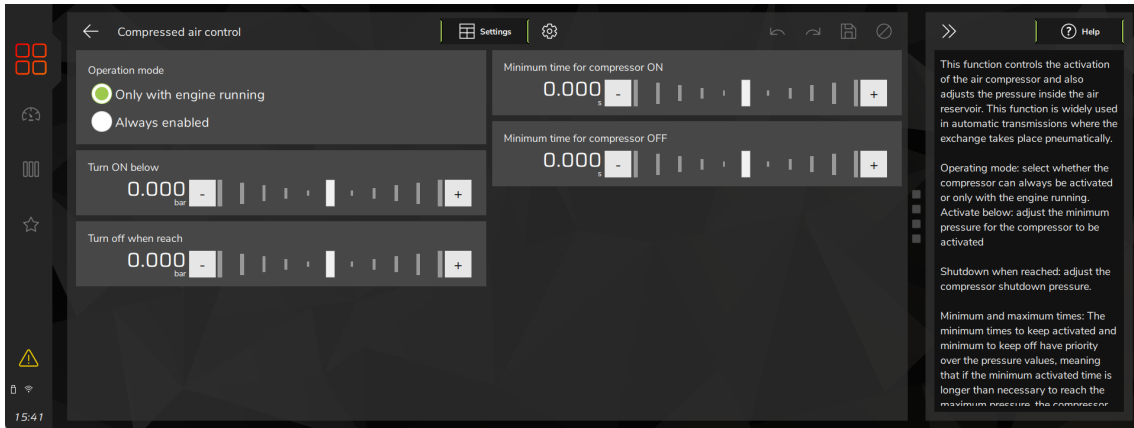 Compressed air control
Settings
Help
Operation mode
Only with engine running
Always enabled
Turn ON below
0.000
bar
-
+
Turn off when reach
0.000
bar
-
+
Minimum time for compressor ON
0.000
s
-
+
Minimum time for compressor OFF
0.000
s
-
+
This function controls the activation
of the air compressor and also
adjusts the pressure inside the air
reservoir. This function is widely used
in automatic transmissions where the
exchange takes place pneumatically.
Operating mode: select whether the
compressor can always be activated
or only with the engine running.
Activate below: adjust the minimum
pressure for the compressor to be
activated
Shutdown when reached: adjust the
compressor shutdown pressure.
Minimum and maximum times: The
minimum times to keep activated and
minimum to keep off have priority
over the pressure values, meaning
that if the minimum activated time is
longer than necessary to reach the
maximum pressure, the compressor
15:41